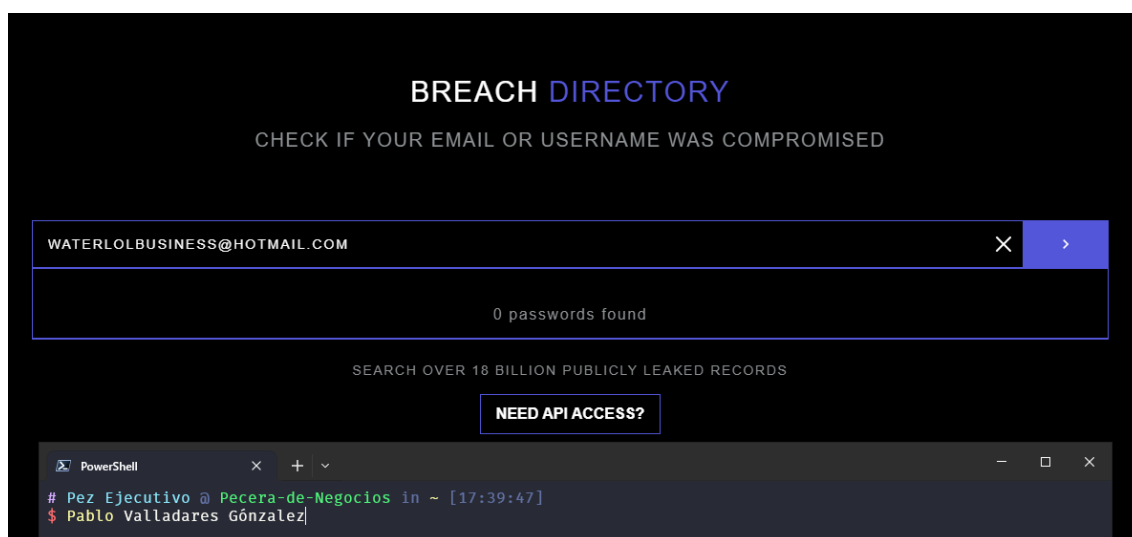 BREACH DIRECTORY
CHECK IF YOUR EMAIL OR USERNAME WAS COMPROMISED
WATERLOLBUSINESS@HOTMAIL.COM
0 passwords found
SEARCH OVER 18 BILLION PUBLICLY LEAKED RECORDS
NEED API ACCESS?
PowerShell
# Pez Ejecutivo @ Pecera-de-Negocios in ~ [17:39:47]
$ Pablo Valladares Gónzalez